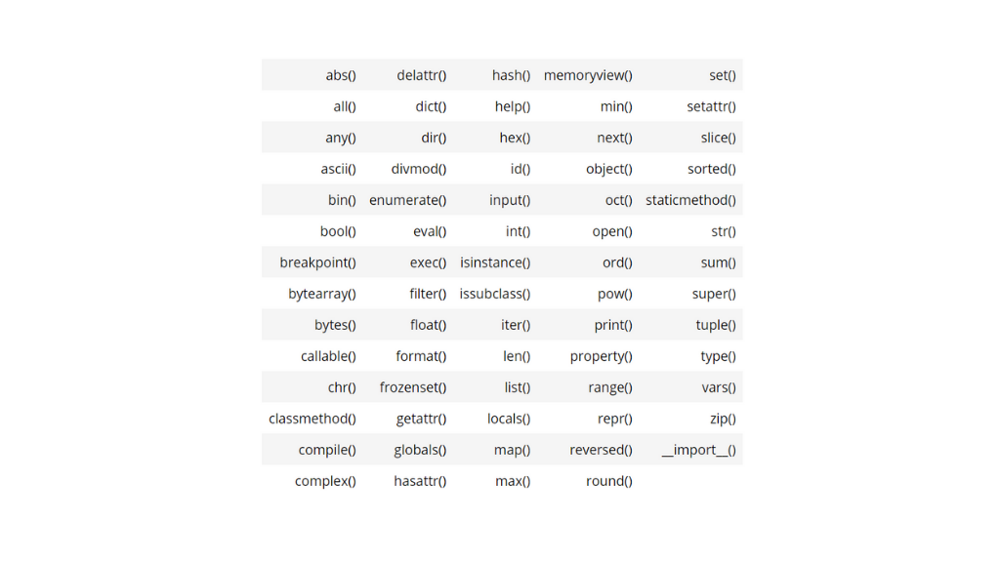 abs() delattr() hash() memoryview() set()
all() dict() help() min() setattr()
any() dir() hex() next() slice()
ascii() divmod() id() object() sorted()
bin() enumerate() input() oct() staticmethod()
bool() eval() int() open() str()
breakpoint() exec() isinstance() ord() sum()
bytearray() filter() issubclass() pow() super()
bytes() float() iter() print() tuple()
callable() format() len() property() type()
chr() frozenset() list() range() vars()
classmethod() getattr() locals() repr() zip()
compile() globals() map() reversed() __import__()
complex() hasattr() max() round()